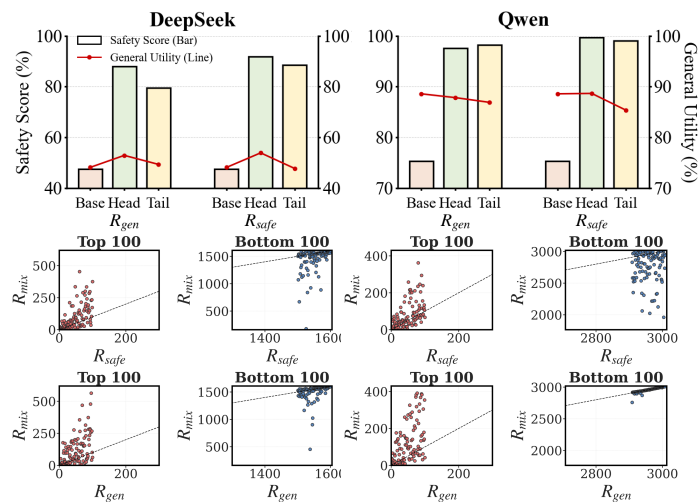 DeepSeek
Qwen
Safety Score (%)
100
80
60
40
Safety Score (Bar)
General Utility (Line)
Base Head Tail
R_gen
Base Head Tail
R_safe
100
80
60
40
100
90
80
70
Base Head Tail
R_gen
Base Head Tail
R_safe
100
90
80
70
General Utility (%)
Top 100
R_mix
500
250
0
0 200
R_safe
Bottom 100
R_mix
1500
1000
500
1400 1600
R_safe
Top 100
R_mix
400
200
0
0 200
R_safe
Bottom 100
R_mix
3000
2500
2000
2800 3000
R_safe
Top 100
R_mix
500
250
0
0 200
R_gen
Bottom 100
R_mix
1500
1000
500
1400 1600
R_gen
Top 100
R_mix
400
300
200
100
0
0 200
R_gen
Bottom 100
R_mix
3000
2500
2000
2800 3000
R_gen